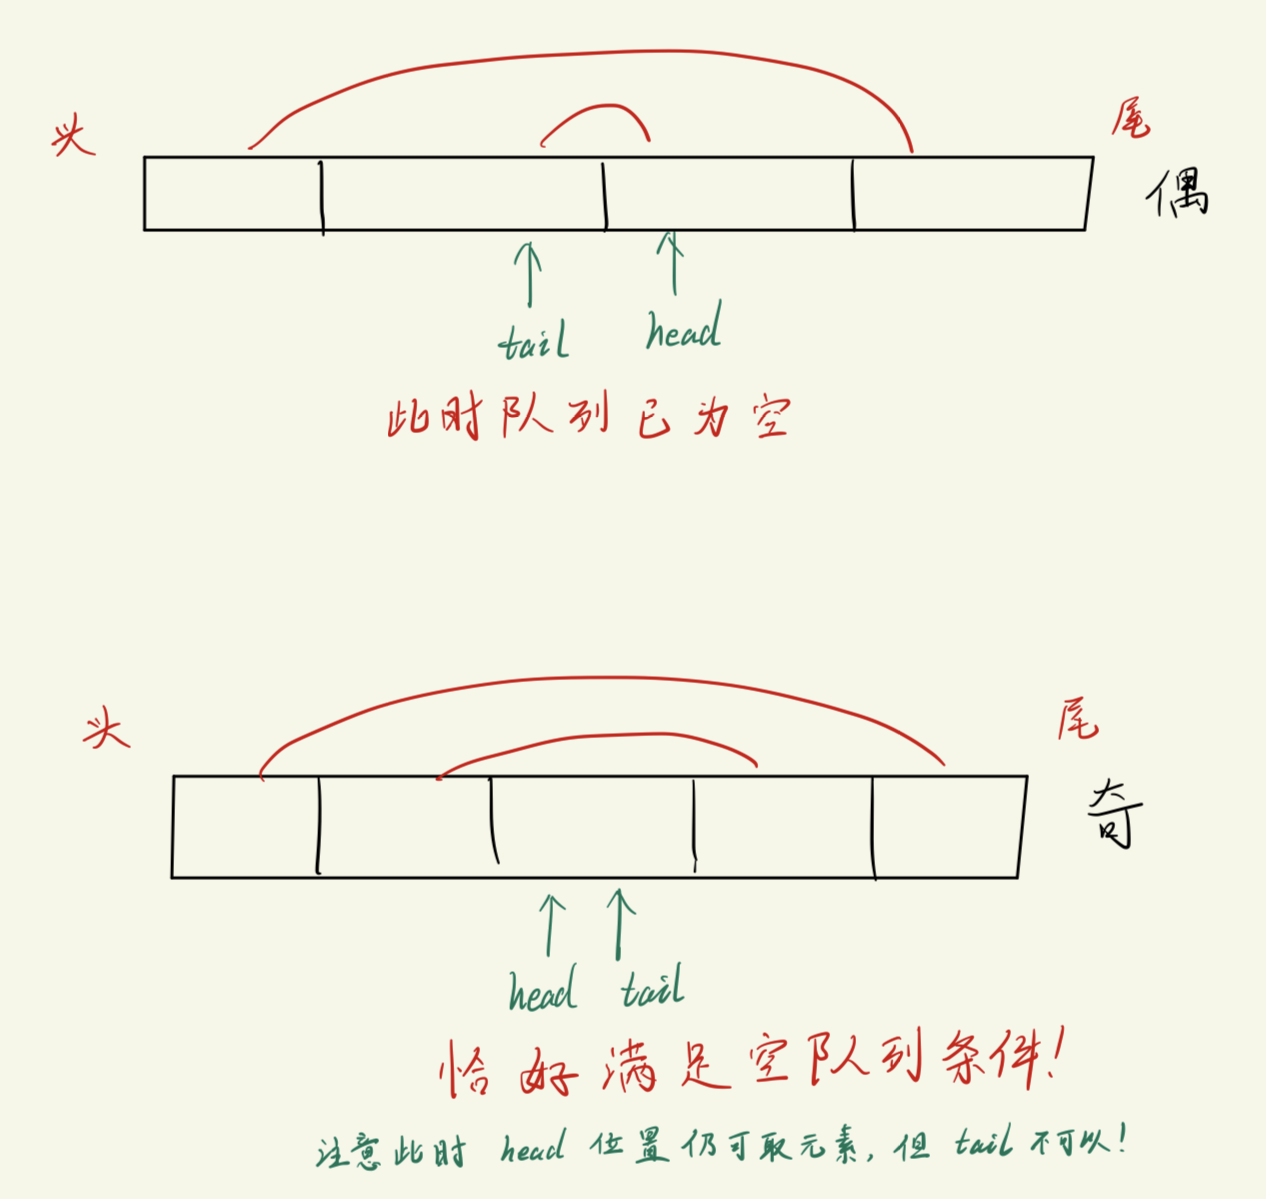 头 尾
偶
tail head
此时队列已为空
头 尾
奇
head tail
恰好满足空队列条件!
注意此时 head 位置仍可取元素, 但 tail 不可以!